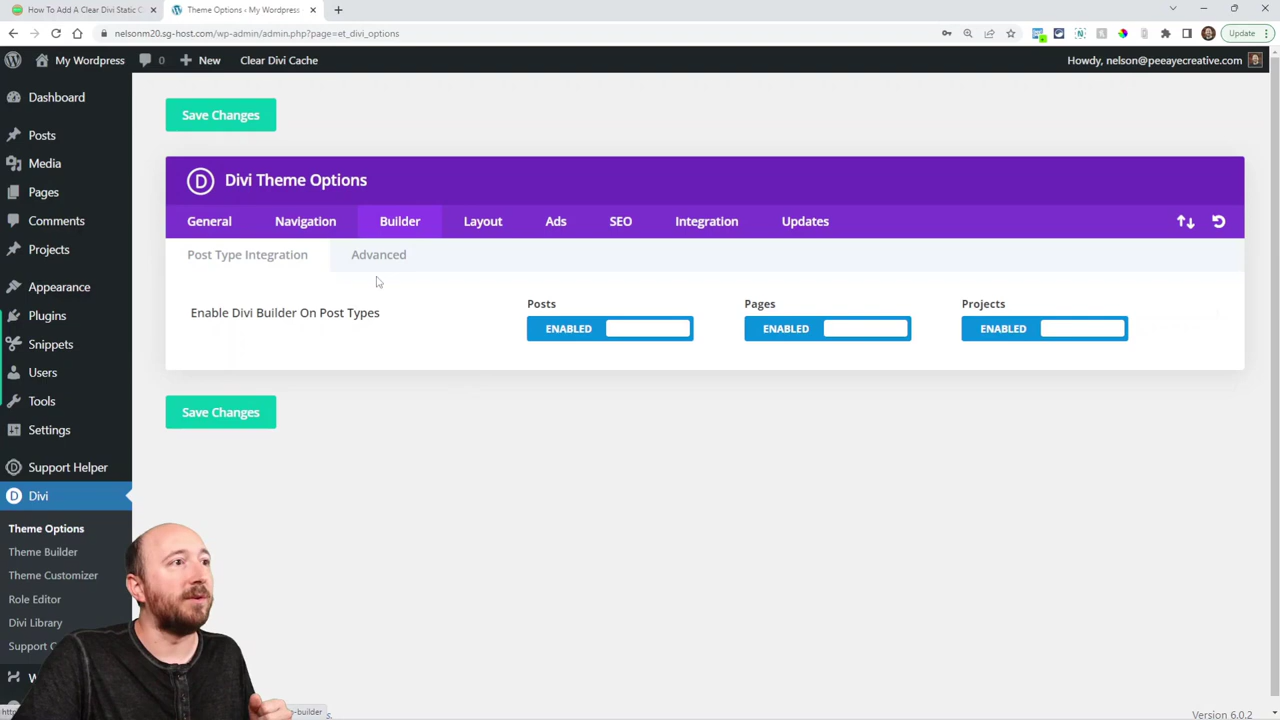 How To Add A Clear Divi Static C
Theme Options ‹ My Wordpress
nelsonnm20.sg-host.com/wp-admin/admin.php?page=et_divi_options
Update
My Wordpress
0
New
Clear Divi Cache
Howdy, nelson@peeayecreative.com
Dashboard
Posts
Media
Pages
Comments
Projects
Appearance
Plugins
Snippets
Users
Tools
Settings
Support Helper
Divi
Theme Options
Theme Builder
Theme Customizer
Role Editor
Divi Library
Support C
W
Save Changes
D
Divi Theme Options
General
Navigation
Builder
Layout
Ads
SEO
Integration
Updates
Post Type Integration
Advanced
Enable Divi Builder On Post Types
Posts
ENABLED
Pages
ENABLED
Projects
ENABLED
Save Changes
-builder
Version 6.0.2